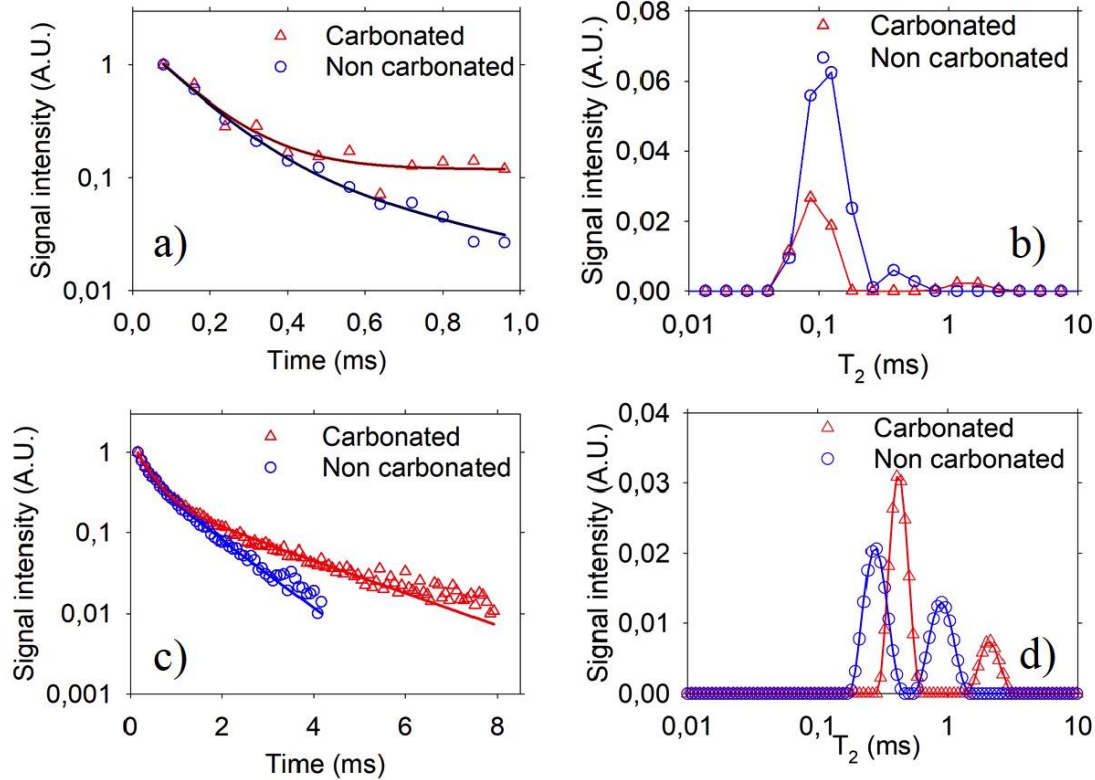 Signal intensity (A.U.)
1
0,1
0,01
Carbonated
Non carbonated
a)
0,0 0,2 0,4 0,6 0,8 1,0
Time (ms)
Signal intensity (A.U.)
0,08
0,06
0,04
0,02
0,00
Carbonated
Non carbonated
b)
0,01 0,1 1 10
T₂ (ms)
Signal intensity (A.U.)
1
0,1
0,01
0,001
Carbonated
Non carbonated
c)
0 2 4 6 8
Time (ms)
Signal intensity (A.U.)
0,04
0,03
0,02
0,01
0,00
Carbonated
Non carbonated
d)
0,01 0,1 1 10
T₂ (ms)